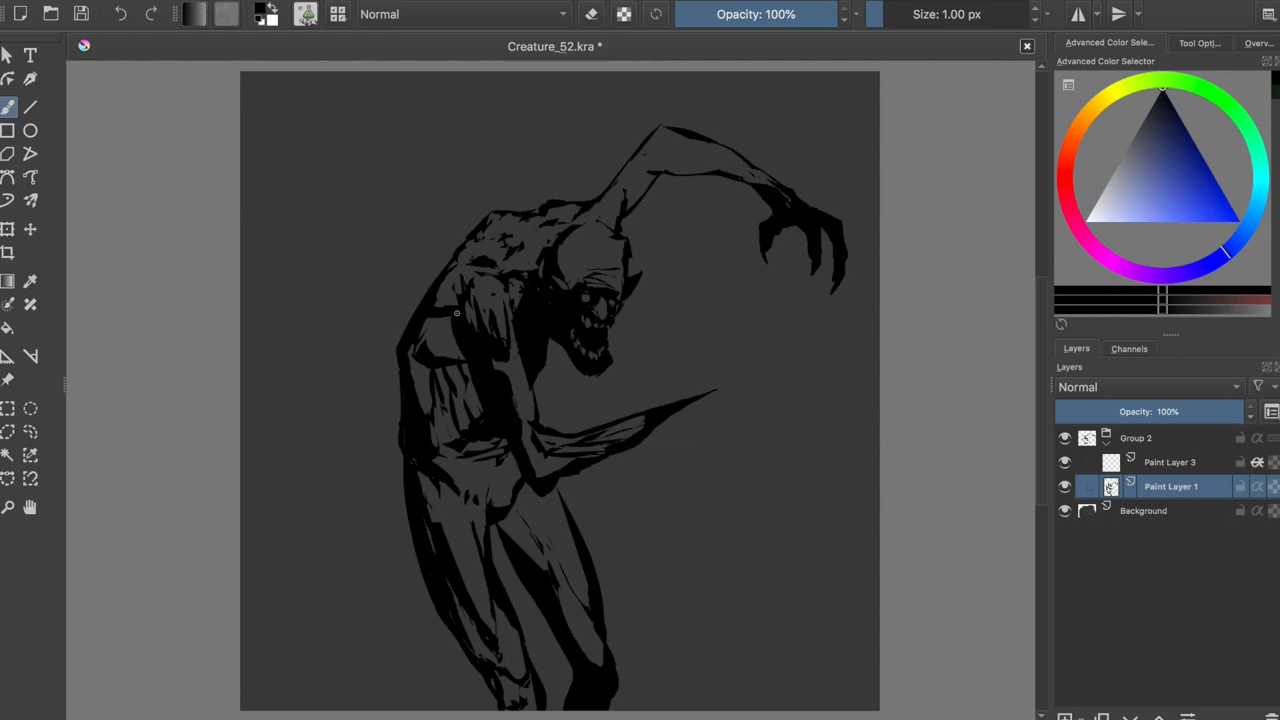 Normal
Opacity: 100%
Size: 1.00 px
Creature_52.kra *
Advanced Color Sele...
Tool Opti...
Overv...
Advanced Color Selector
Layers
Channels
Layers
Normal
Opacity: 100%
Group 2
Paint Layer 3
Paint Layer 1
Background